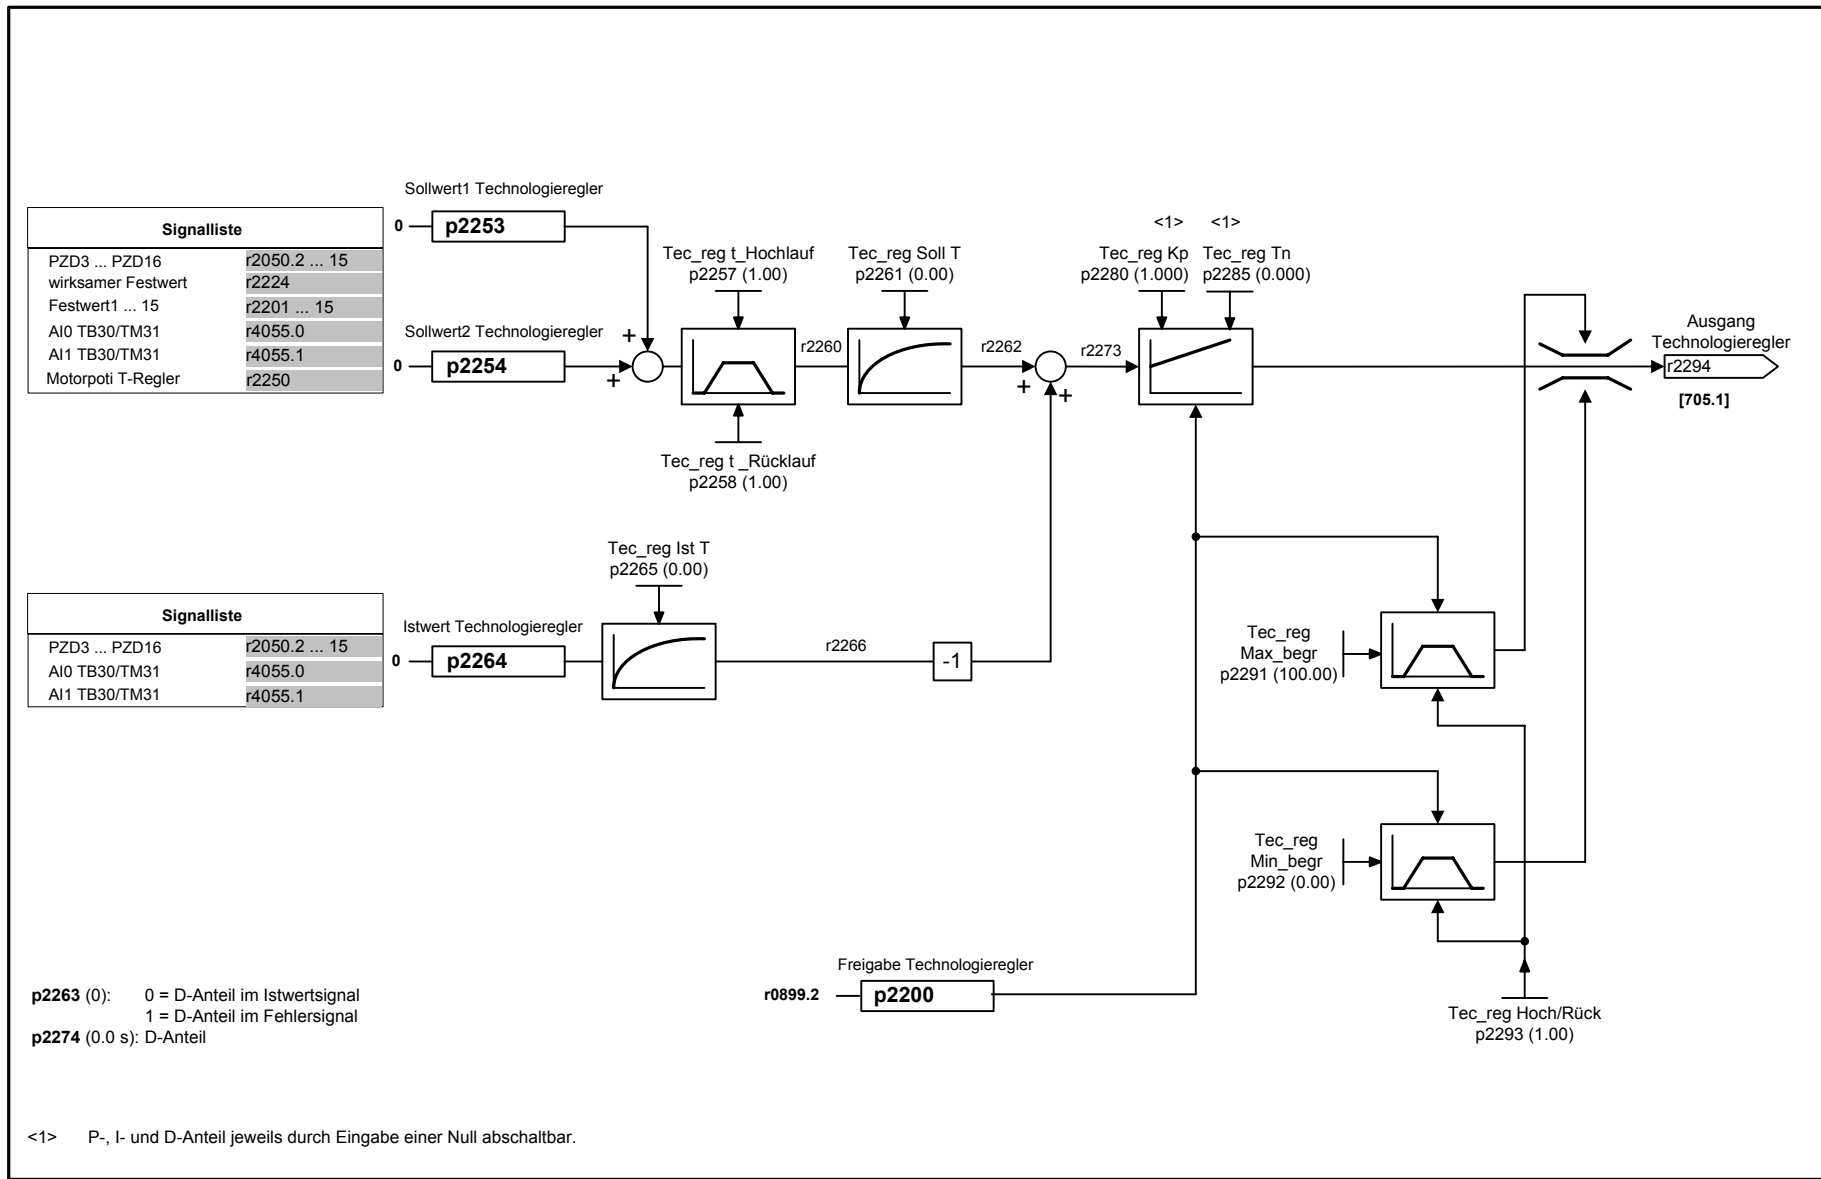 Sollwert1 Technologieregler
0 p2253
<1> <1>
Signalliste
PZD3 ... PZD16 r2050.2 ... 15
wirksamer Festwert r2224
Festwert1 ... 15 r2201 ... 15
AI0 TB30/TM31 r4055.0
AI1 TB30/TM31 r4055.1
Motorpoti T-Regler r2250
Tec_reg t_Hochlauf
p2257 (1.00)
Tec_reg Soll T
p2261 (0.00)
Tec_reg Kp
p2280 (1.000)
Tec_reg Tn
p2285 (0.000)
Sollwert2 Technologieregler
0 p2254
+
+
r2260
r2262
+
+
r2273
Ausgang
Technologieregler
r2294
[705.1]
Tec_reg t _Rücklauf
p2258 (1.00)
Tec_reg Ist T
p2265 (0.00)
Signalliste
PZD3 ... PZD16 r2050.2 ... 15
AI0 TB30/TM31 r4055.0
AI1 TB30/TM31 r4055.1
Istwert Technologieregler
0 p2264
r2266
-1
Tec_reg
Max_begr
p2291 (100.00)
Tec_reg
Min_begr
p2292 (0.00)
Freigabe Technologieregler
r0899.2 p2200
Tec_reg Hoch/Rück
p2293 (1.00)
p2263 (0): 0 = D-Anteil im Istwertsignal
1 = D-Anteil im Fehlersignal
p2274 (0.0 s): D-Anteil
<1> P-, I- und D-Anteil jeweils durch Eingabe einer Null abschaltbar.